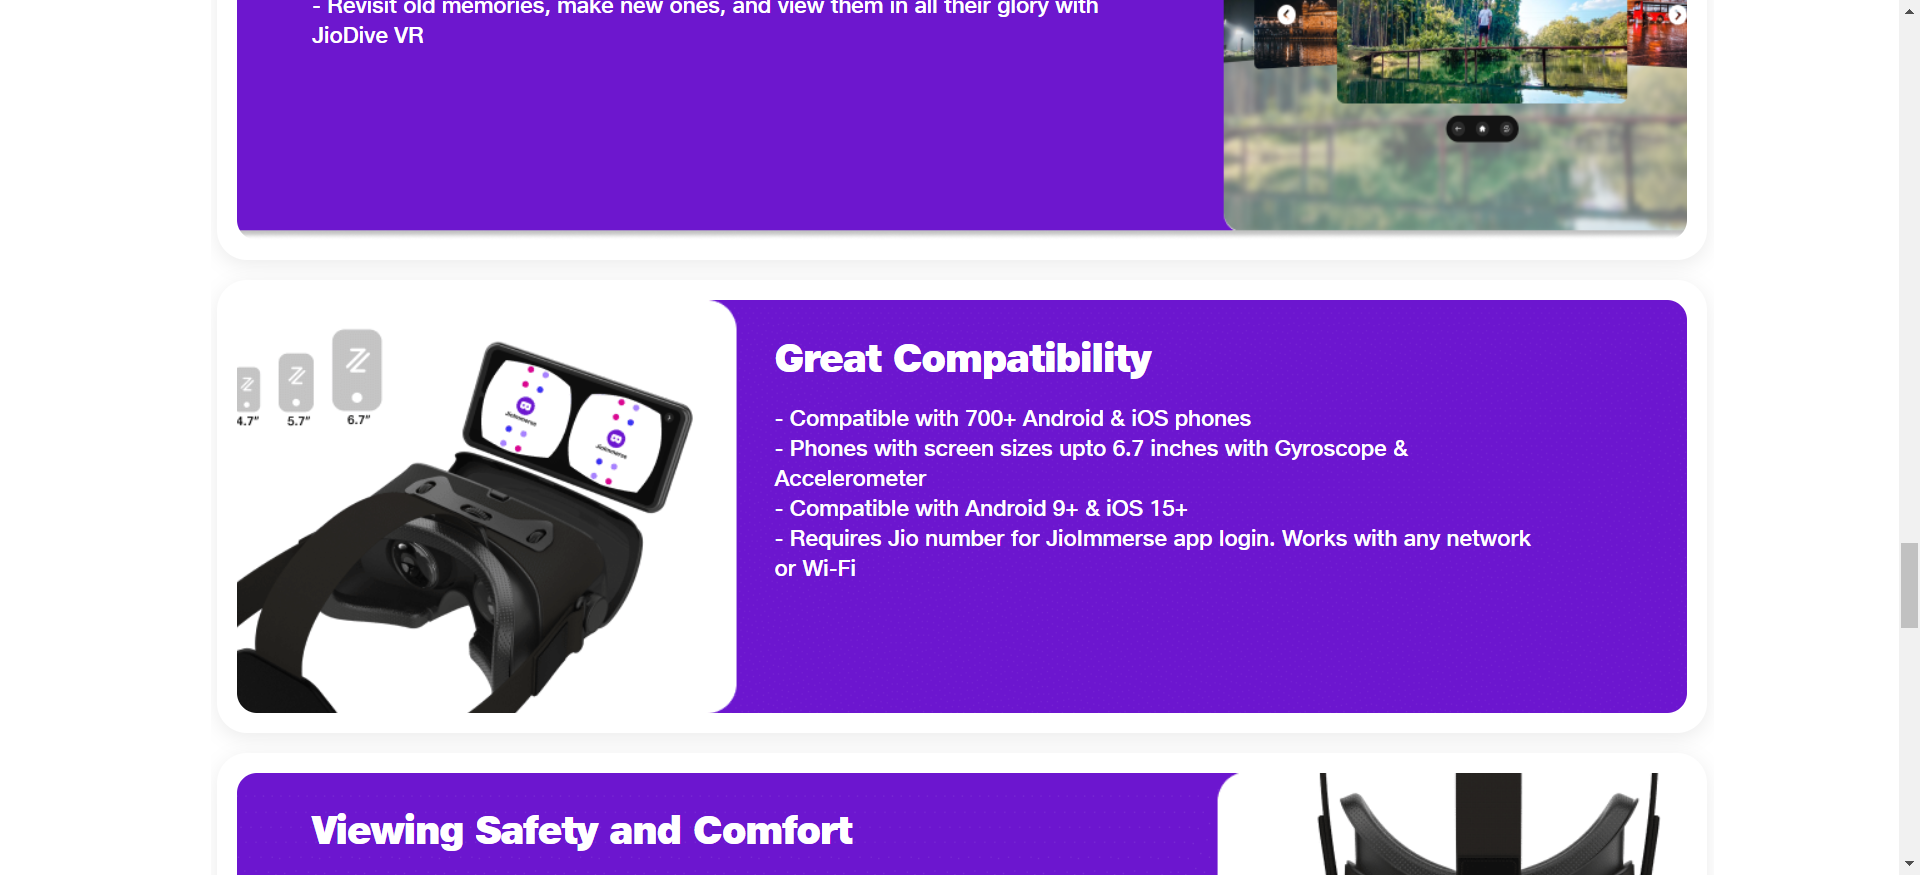 - Revisit old memories, make new ones, and view them in all their glory with
JioDive VR
4.7"
5.7"
6.7"
JioImmerse
JioImmerse
Great Compatibility
- Compatible with 700+ Android & iOS phones
- Phones with screen sizes upto 6.7 inches with Gyroscope &
Accelerometer
- Compatible with Android 9+ & iOS 15+
- Requires Jio number for JioImmerse app login. Works with any network
or Wi-Fi
Viewing Safety and Comfort